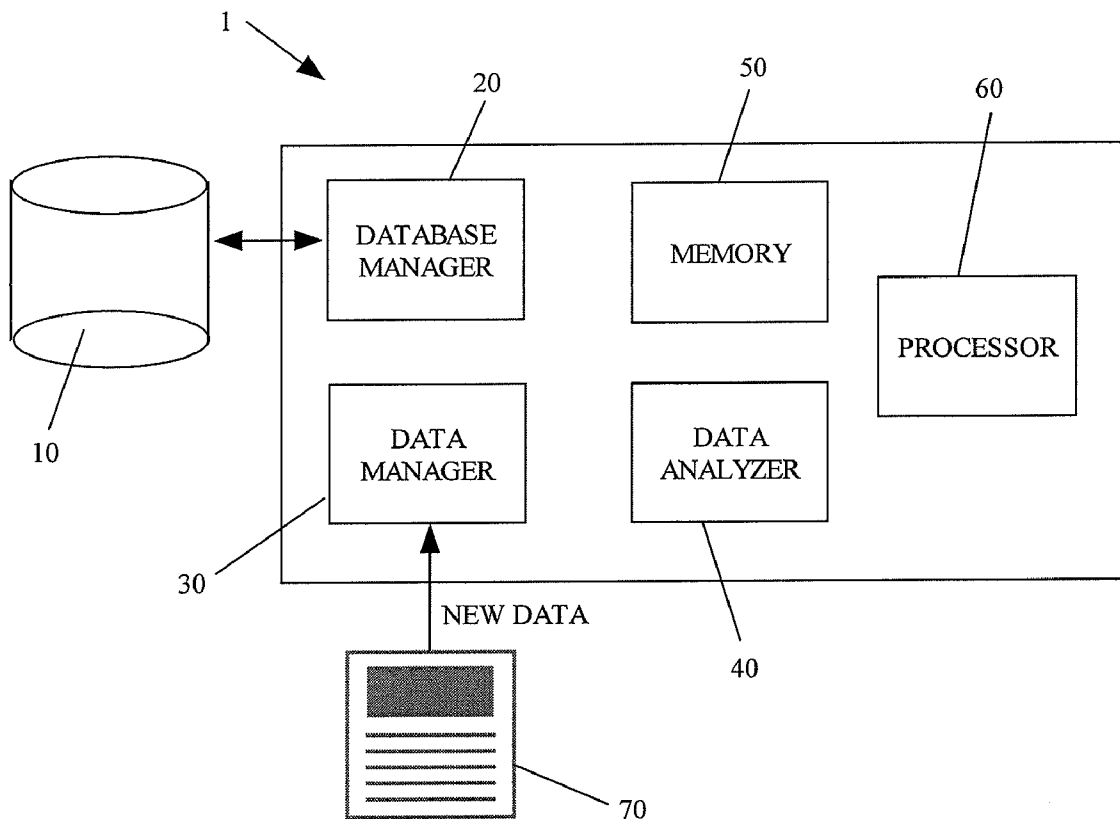 1
20
50
60
DATABASE
MANAGER
MEMORY
PROCESSOR
10
DATA
MANAGER
DATA
ANALYZER
30
NEW DATA
40
70